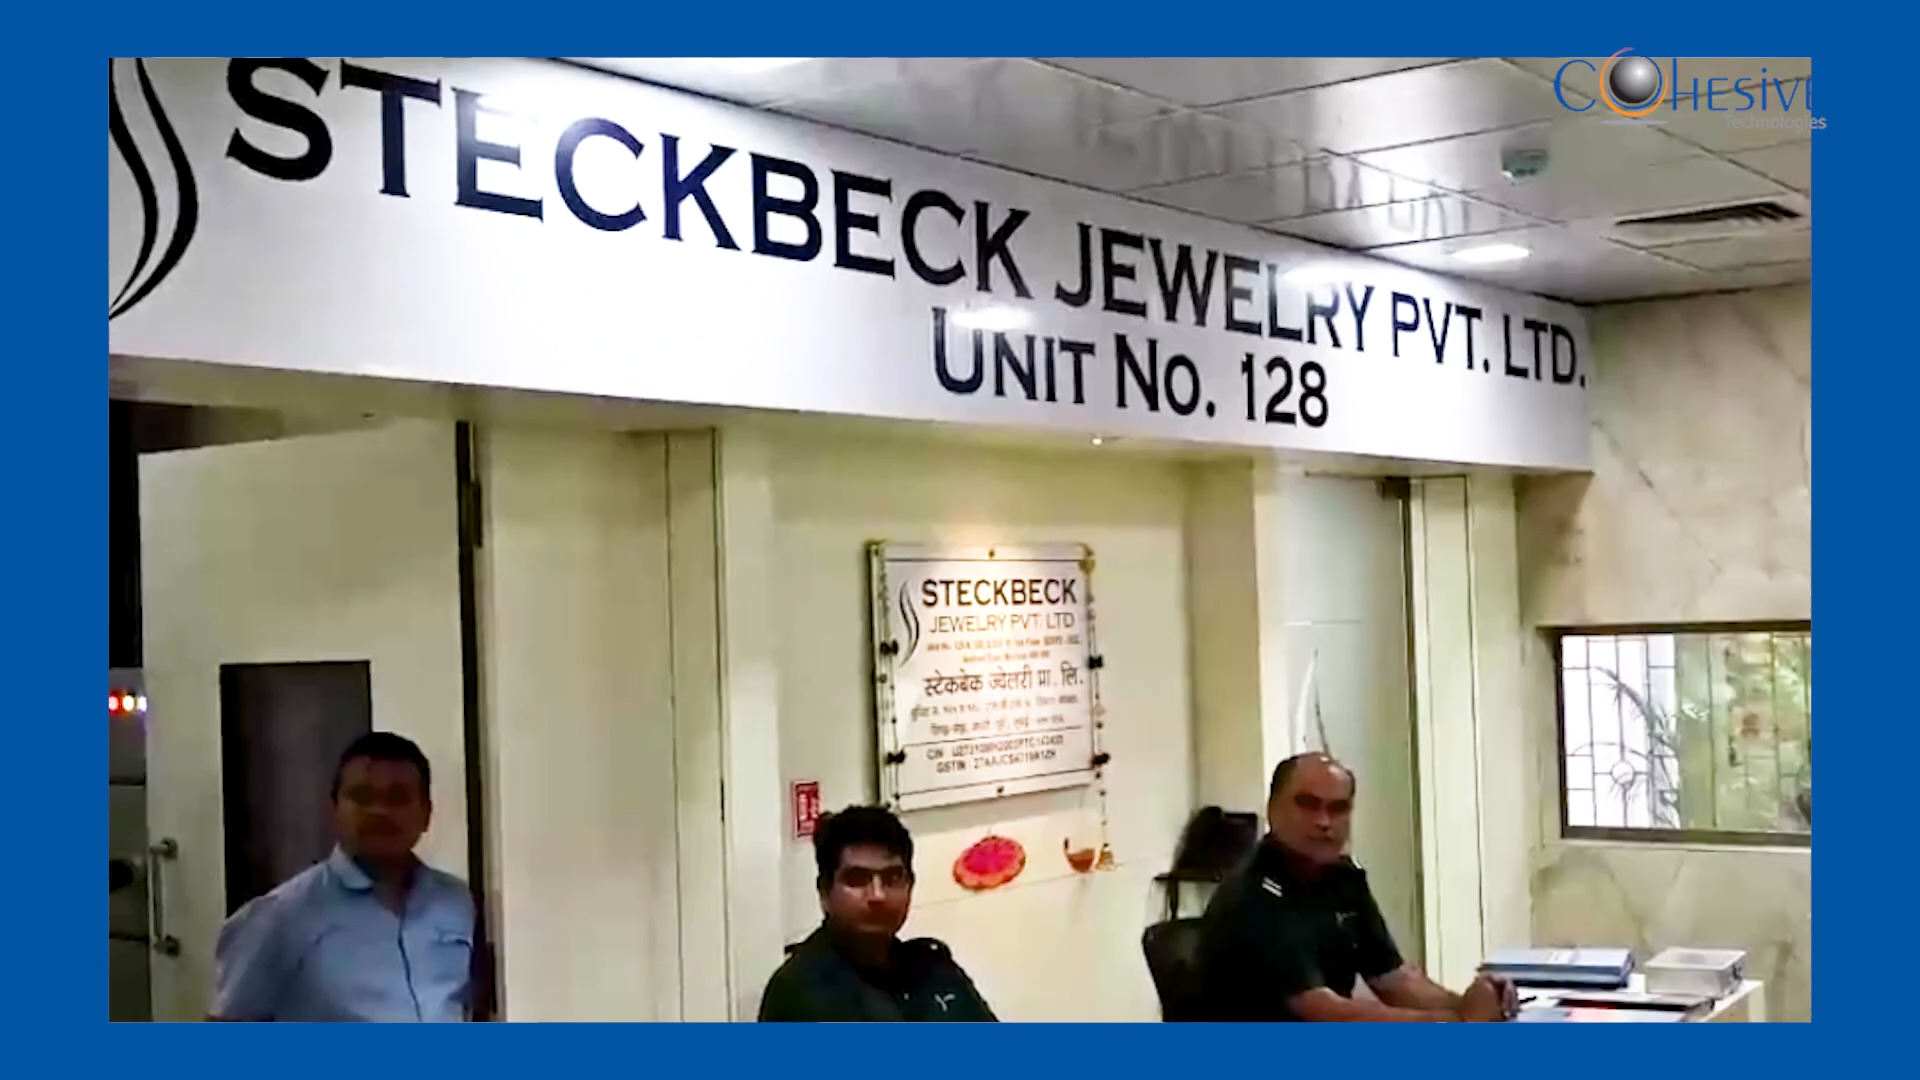 COHESIVE
Technologies
STECKBECK JEWELRY PVT. LTD.
UNIT NO. 128
STECKBECK
JEWELRY PVT. LTD
स्टेकबेक ज्वेलरी प्रा. लि.
CIN
GSTIN